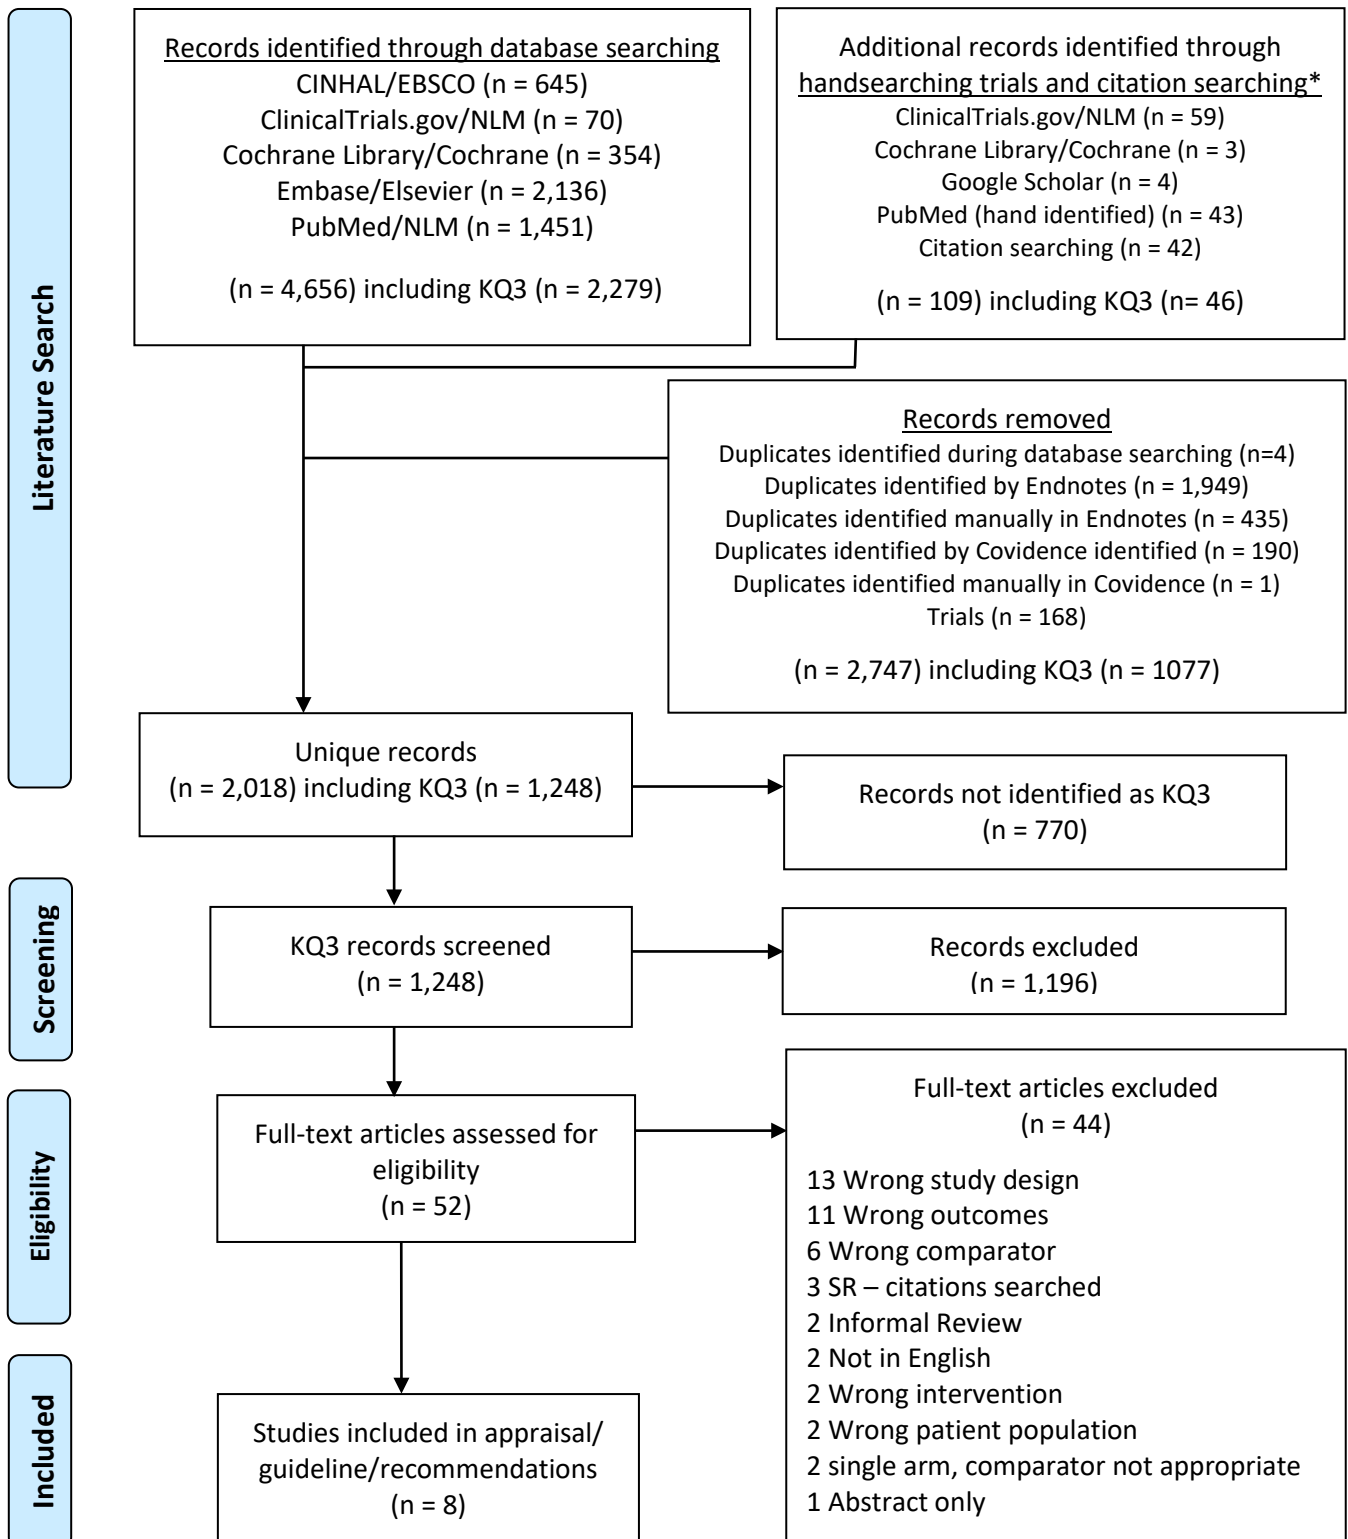 Literature Search
Records identified through database searching
CINHAL/EBSCO (n = 645)
ClinicalTrials.gov/NLM (n = 70)
Cochrane Library/Cochrane (n = 354)
Embase/Elsevier (n = 2,136)
PubMed/NLM (n = 1,451)
(n = 4,656) including KQ3 (n = 2,279)
Additional records identified through
handsearching trials and citation searching*
ClinicalTrials.gov/NLM (n = 59)
Cochrane Library/Cochrane (n = 3)
Google Scholar (n = 4)
PubMed (hand identified) (n = 43)
Citation searching (n = 42)
(n = 109) including KQ3 (n= 46)
Records removed
Duplicates identified during database searching (n=4)
Duplicates identified by Endnotes (n = 1,949)
Duplicates identified manually in Endnotes (n = 435)
Duplicates identified by Covidence identified (n = 190)
Duplicates identified manually in Covidence (n = 1)
Trials (n = 168)
(n = 2,747) including KQ3 (n = 1077)
Unique records
(n = 2,018) including KQ3 (n = 1,248)
Records not identified as KQ3
(n = 770)
Screening
KQ3 records screened
(n = 1,248)
Records excluded
(n = 1,196)
Eligibility
Full-text articles assessed for
eligibility
(n = 52)
Full-text articles excluded
(n = 44)
13 Wrong study design
11 Wrong outcomes
6 Wrong comparator
3 SR – citations searched
2 Informal Review
2 Not in English
2 Wrong intervention
2 Wrong patient population
2 single arm, comparator not appropriate
1 Abstract only
Included
Studies included in appraisal/
guideline/recommendations
(n = 8)